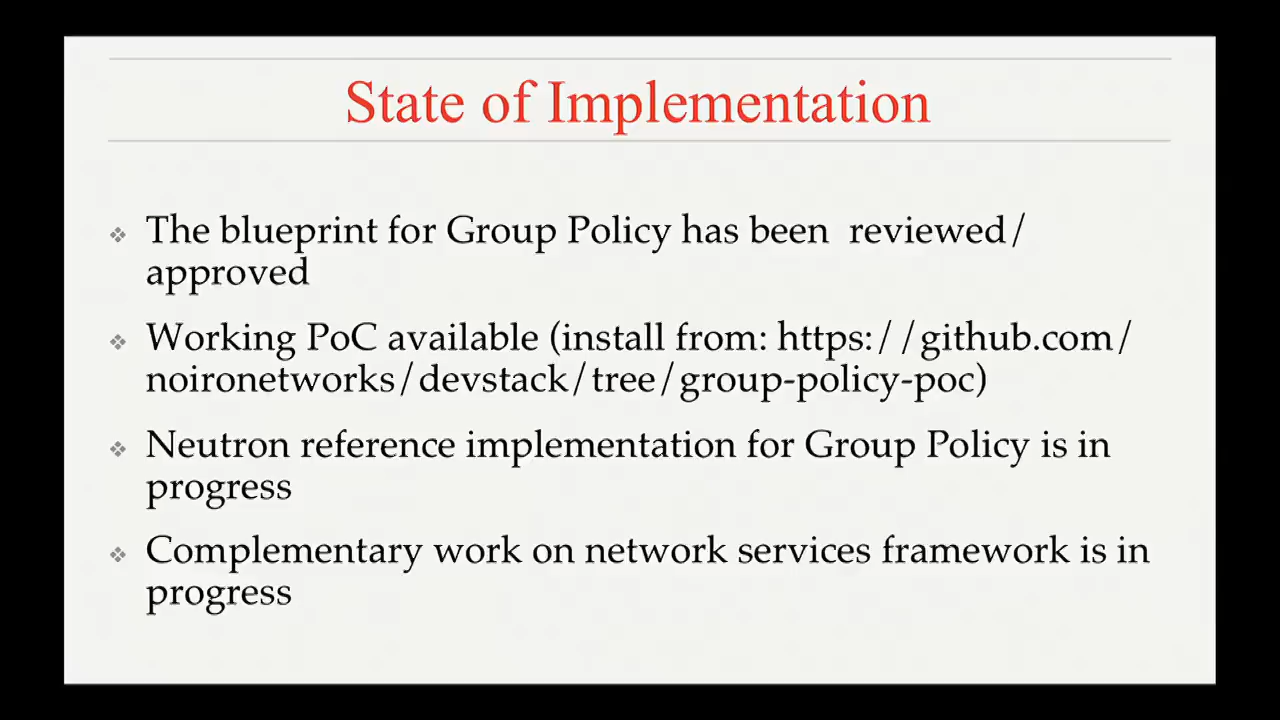 State of Implementation
The blueprint for Group Policy has been reviewed/
approved
Working PoC available (install from: https://github.com/
noironetworks/devstack/tree/group-policy-poc)
Neutron reference implementation for Group Policy is in
progress
Complementary work on network services framework is in
progress